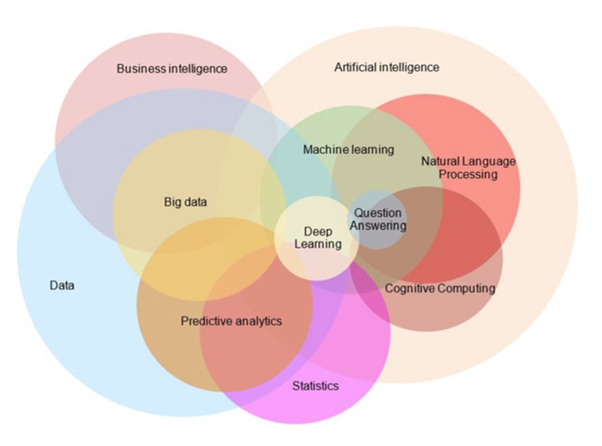 Business intelligence
Artificial intelligence
Machine learning
Natural Language
Processing
Big data
Question
Answering
Deep
Learning
Data
Cognitive Computing
Predictive analytics
Statistics